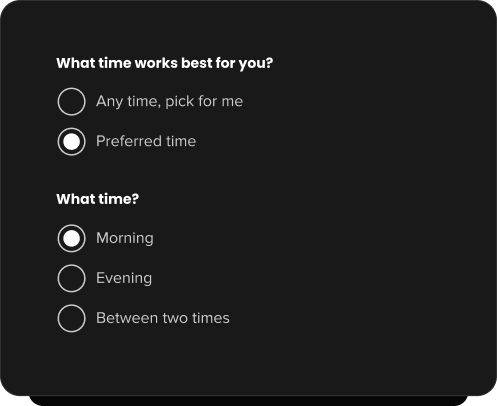 What time works best for you?
Any time, pick for me
Preferred time
What time?
Morning
Evening
Between two times